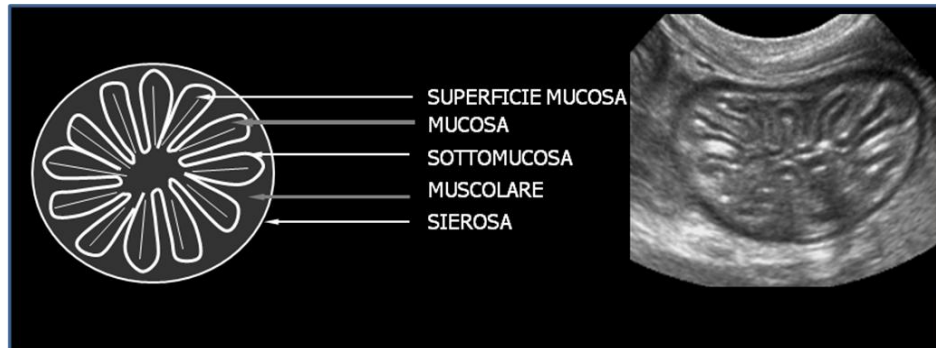 SUPERFICIE MUCOSA
MUCOSA
SOTTOMUCOSA
MUSCOLARE
SIEROSA